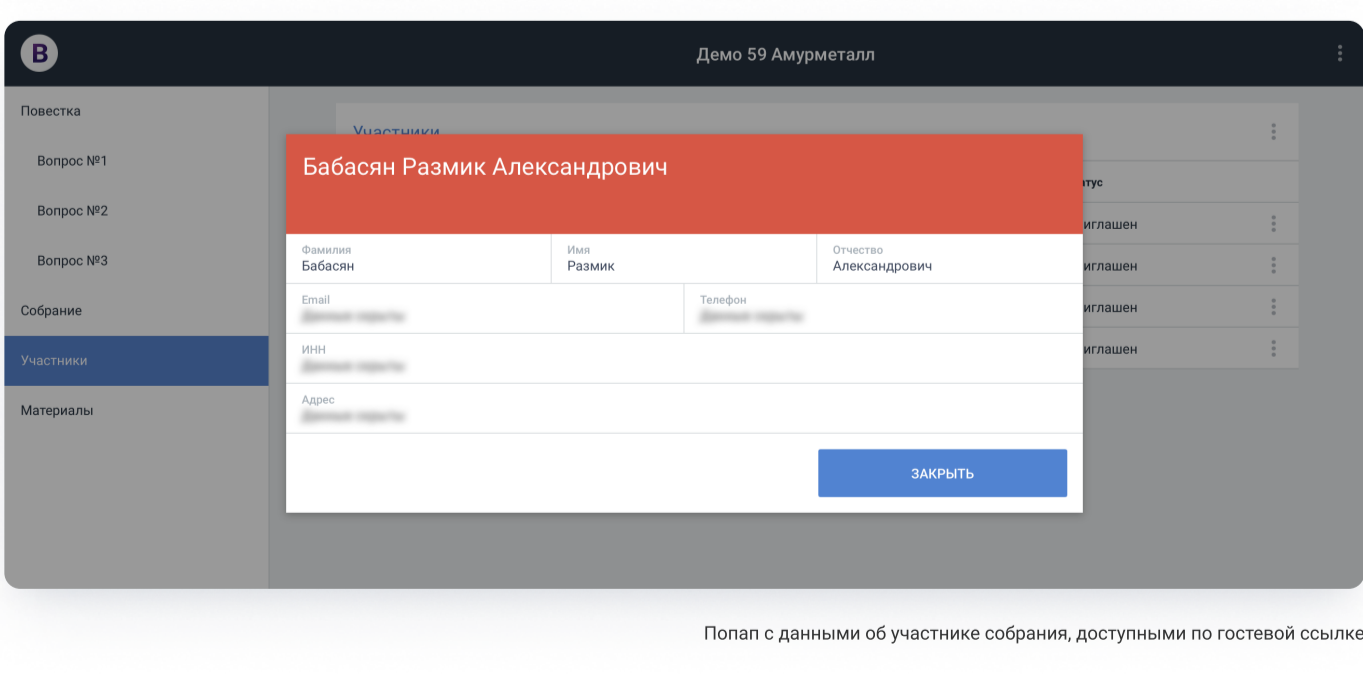 B
Демо 59 Амурметалл
Повестка
Вопрос №1
Вопрос №2
Вопрос №3
Собрание
Участники
Материалы
Участники
тус
иглашен
иглашен
иглашен
иглашен
Бабасян Размик Александрович
Фамилия
Бабасян
Имя
Размик
Отчество
Александрович
Email
Телефон
ИНН
Адрес
ЗАКРЫТЬ
Попап с данными об участнике собрания, доступными по гостевой ссылке